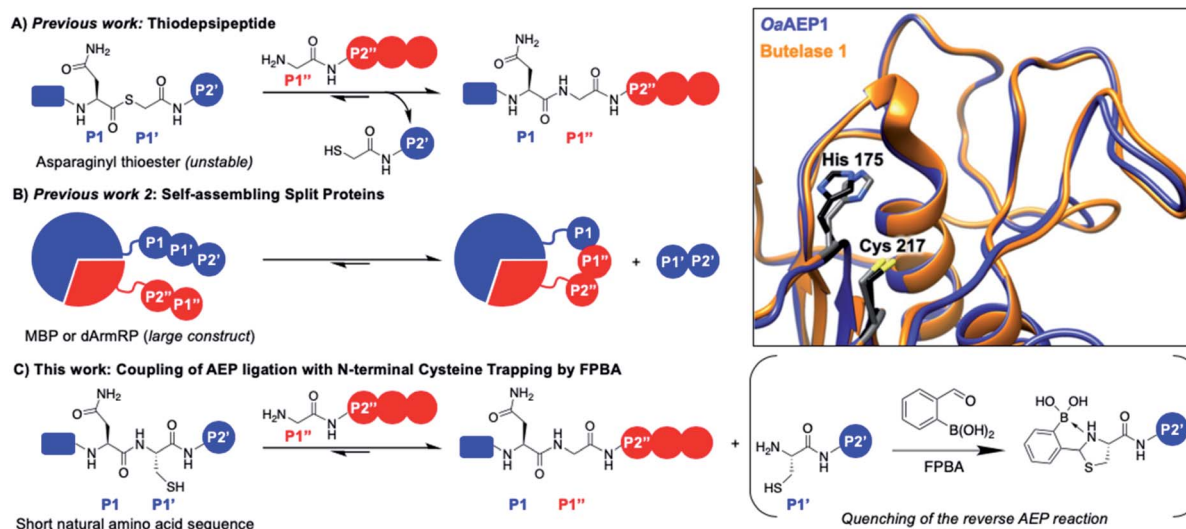 A) Previous work: Thiodepsipeptide
NH2
O
N
H
O
S
O
N
H
P2'
P1
P1'
Asparaginyl thioester (unstable)
H2N
O
N
H
P2''
P1''
HS
O
N
H
P2'
NH2
O
N
H
O
H
N
O
N
H
P2''
P1
P1''
B) Previous work 2: Self-assembling Split Proteins
P1
P1'
P2'
P2''
P1''
MBP or dArmRP (large construct)
P1
P1''
P2''
+
P1'
P2'
OaAEP1
Butelase 1
His 175
Cys 217
C) This work: Coupling of AEP ligation with N-terminal Cysteine Trapping by FPBA
NH2
O
N
H
O
H
N
O
N
H
P2'
SH
P1
P1'
Short natural amino acid sequence
H2N
O
N
H
P2''
P1''
NH2
O
N
H
O
H
N
O
N
H
P2''
P1
P1''
+
H2N
O
N
H
P2'
HS
P1'
O
B(OH)2
FPBA
HO
OH
B
HN
O
N
H
P2'
S
Quenching of the reverse AEP reaction